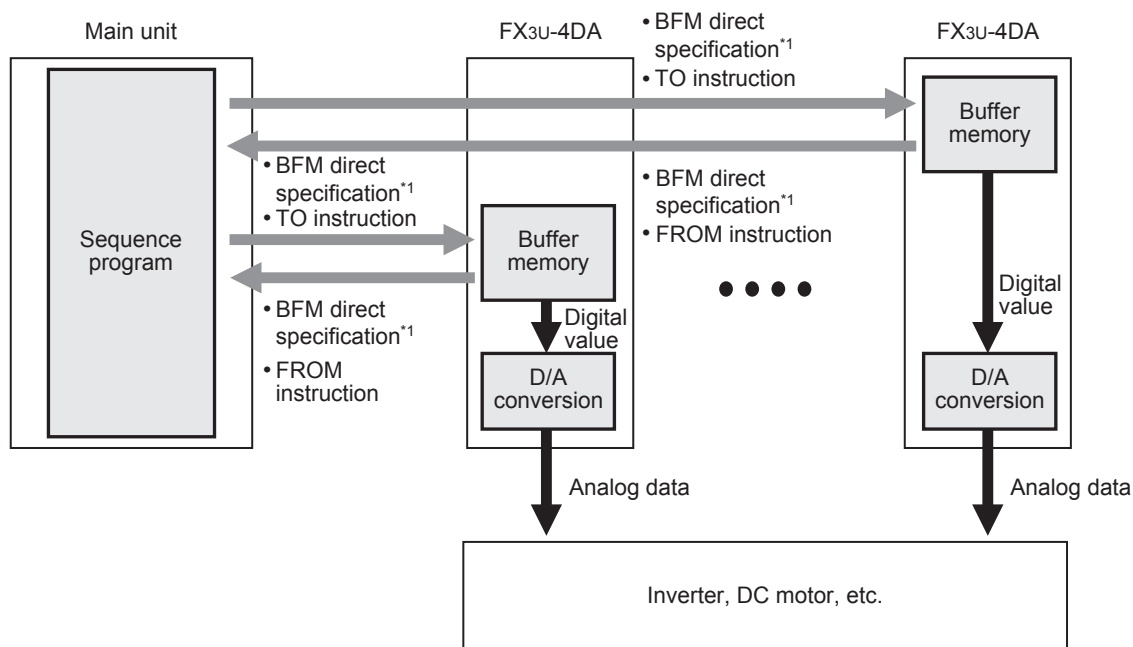 Main unit
FX3U-4DA
• BFM direct
specification*1
• TO instruction
FX3U-4DA
Sequence
program
• BFM direct
specification*1
• TO instruction
Buffer
memory
• BFM direct
specification*1
• FROM instruction
Buffer
memory
• BFM direct
specification*1
• FROM
instruction
Digital
value
D/A
conversion
Digital
value
D/A
conversion
Analog data
Analog data
Inverter, DC motor, etc.